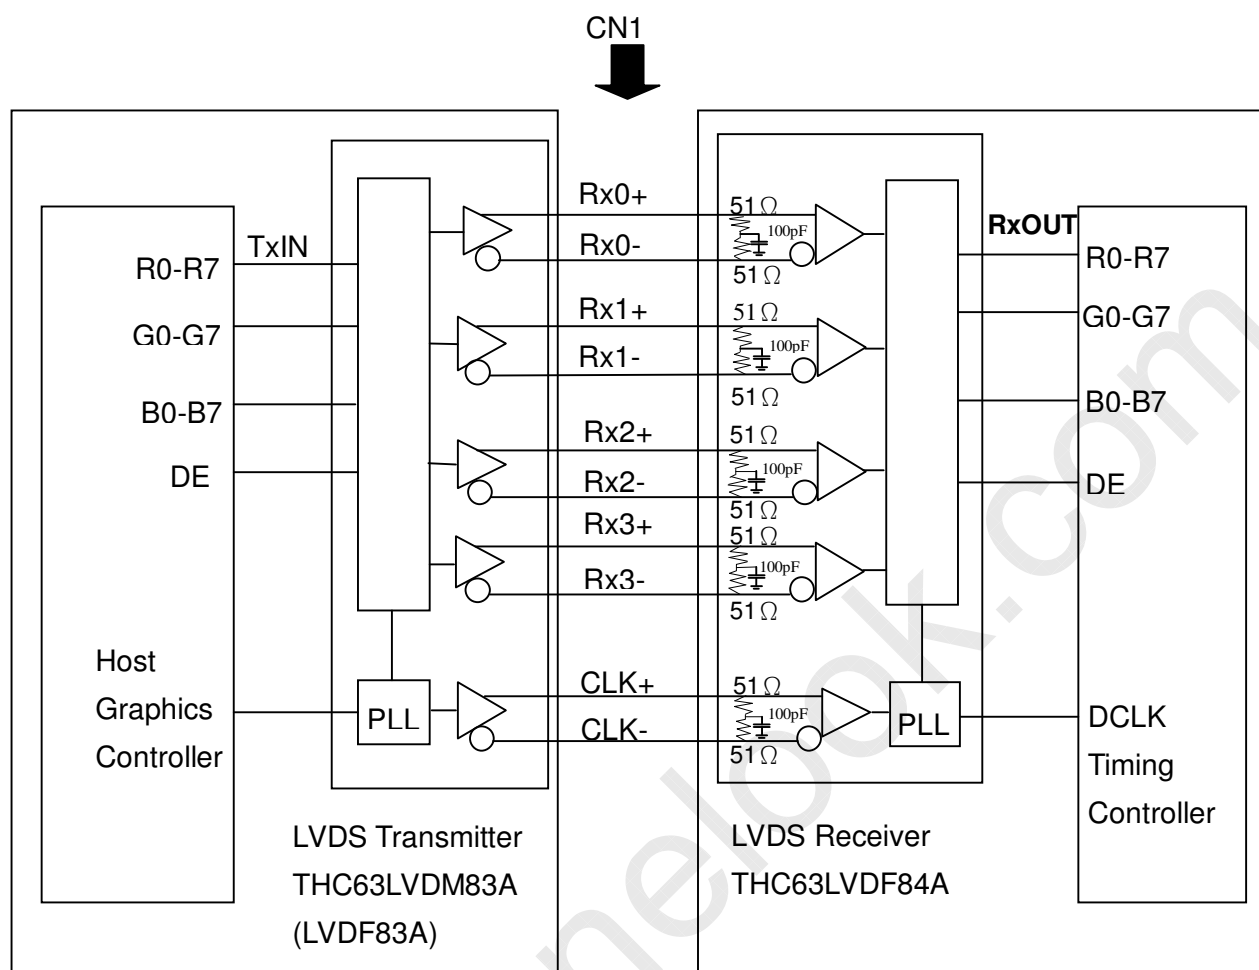 CN1
Rx0+
51Ω
TxIN
Rx0-
100pF
RxOUT
R0-R7
51Ω
R0-R7
Rx1+
51Ω
G0-G7
Rx1-
100pF
G0-G7
51Ω
B0-B7
B0-B7
Rx2+
51Ω
DE
Rx2-
100pF
DE
51Ω
Rx3+
51Ω
Rx3-
100pF
51Ω
Host
Graphics
Controller
CLK+
51Ω
PLL
CLK-
100pF
51Ω
PLL
DCLK
Timing
Controller
LVDS Transmitter
THC63LVDM83A
(LVDF83A)
LVDS Receiver
THC63LVDF84A
nelook.com